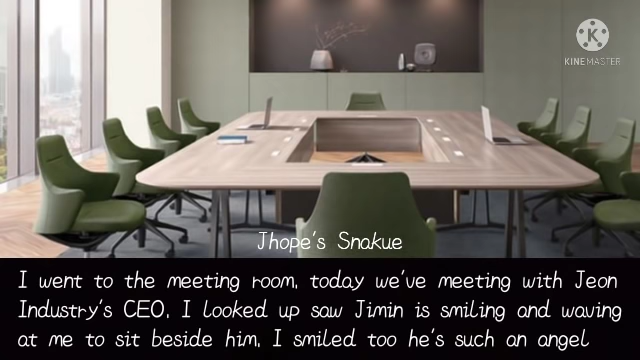 KINEMASTER
Jhope's Snakue
I went to the meeting room, today we've meeting with Jeon
Industry's CEO, I looked up saw Jimin is smiling and waving
at me to sit beside him, I smiled too he's such an angel